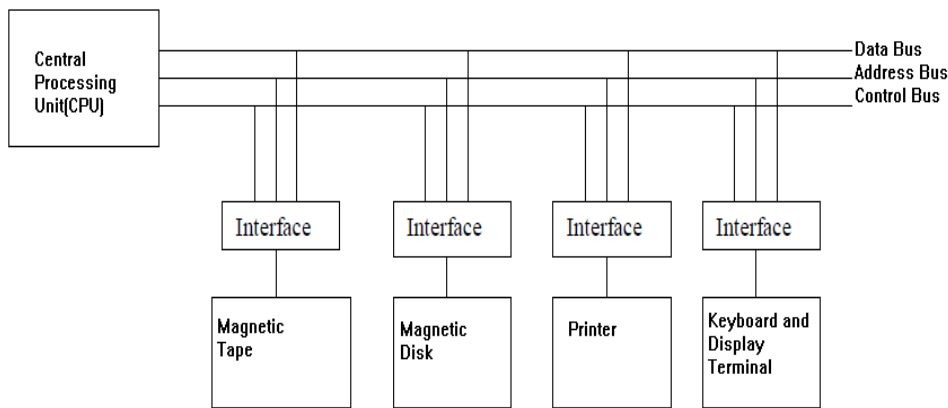 Central
Processing
Unit(CPU)
Data Bus
Address Bus
Control Bus
Interface
Interface
Interface
Interface
Magnetic
Tape
Magnetic
Disk
Printer
Keyboard and
Display
Terminal